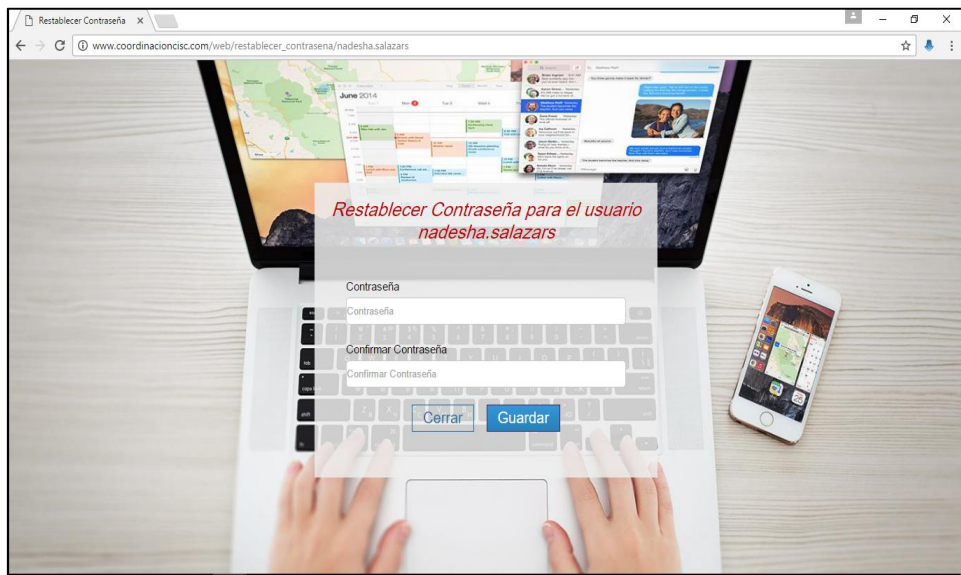 Restablecer Contraseña
www.coordinacioncisc.com/web/restablecer_contrasena/nadesha.salazars
June 2014
Restablecer Contraseña para el usuario
nadesha.salazars
Contraseña
Contraseña
Confirmar Contraseña
Confirmar Contraseña
Cerrar
Guardar